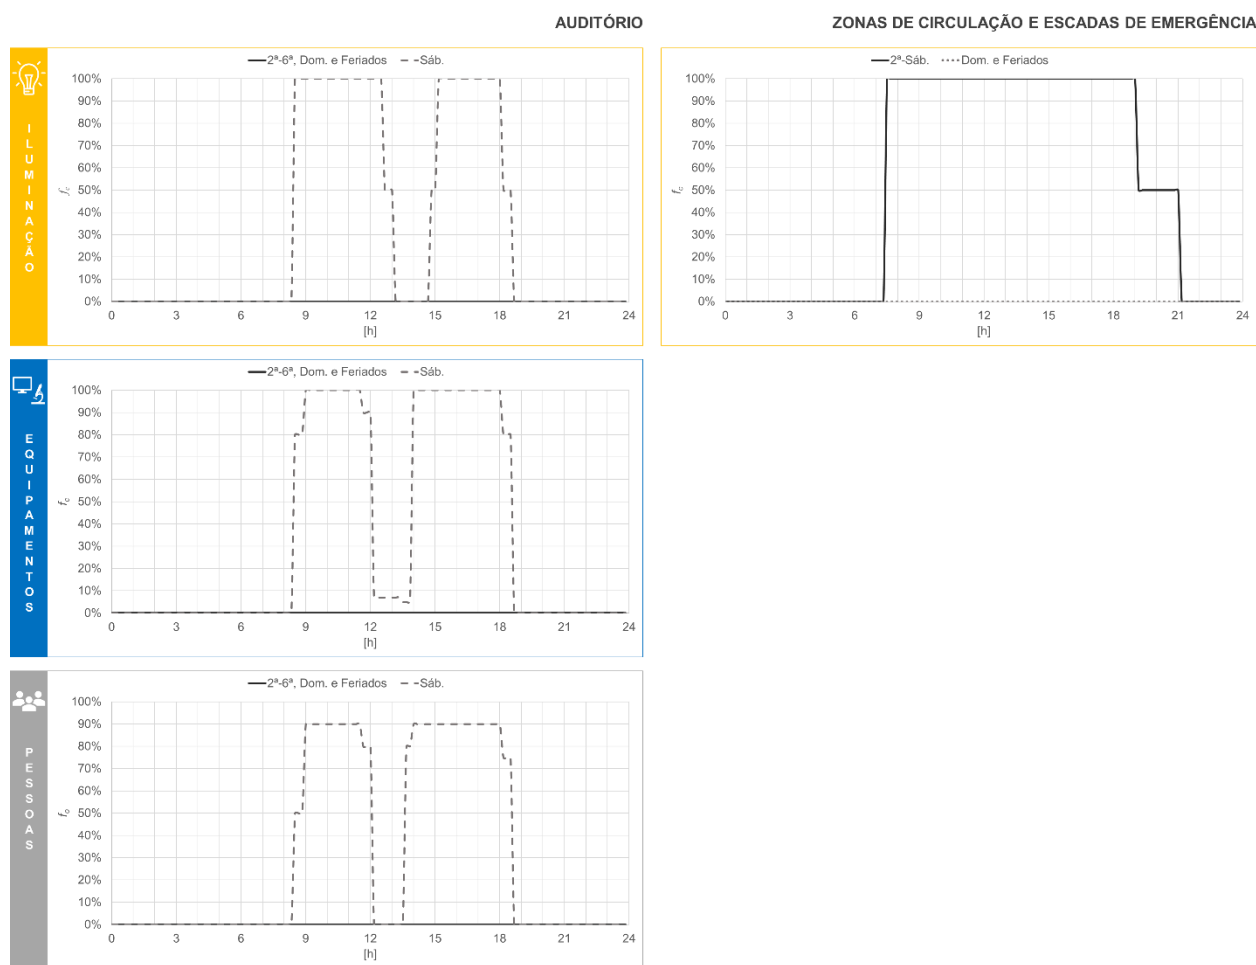 AUDITÓRIO
ZONAS DE CIRCULAÇÃO E ESCADAS DE EMERGÊNCIA
ILUMINAÇÃO
2ª-6ª, Dom. e Feriados Sáb.
100%
90%
80%
70%
60%
50%
40%
30%
20%
10%
0%
fc
0 3 6 9 12 15 18 21 24
[h]
2ª-Sáb. Dom. e Feriados
100%
90%
80%
70%
60%
50%
40%
30%
20%
10%
0%
fc
0 3 6 9 12 15 18 21 24
[h]
EQUIPAMENTOS
2ª-6ª, Dom. e Feriados Sáb.
100%
90%
80%
70%
60%
50%
40%
30%
20%
10%
0%
fc
0 3 6 9 12 15 18 21 24
[h]
PESSOAS
2ª-6ª, Dom. e Feriados Sáb.
100%
90%
80%
70%
60%
50%
40%
30%
20%
10%
0%
fo
0 3 6 9 12 15 18 21 24
[h]